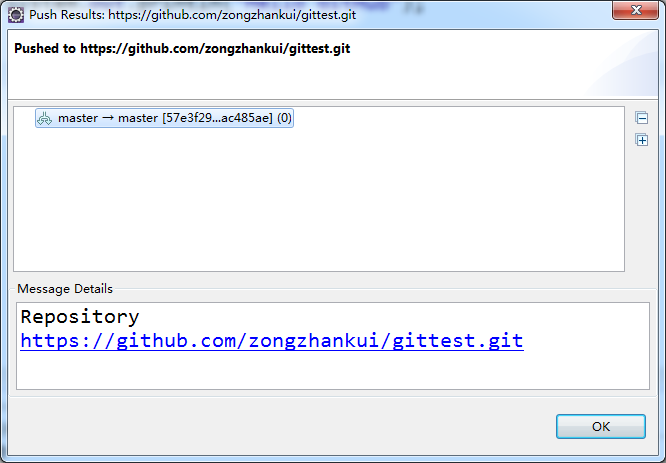 Push Results: https://github.com/zongzhankui/gittest.git
Pushed to https://github.com/zongzhankui/gittest.git
master → master [57e3f29...ac485ae] (0)
Message Details
Repository
https://github.com/zongzhankui/gittest.git
OK